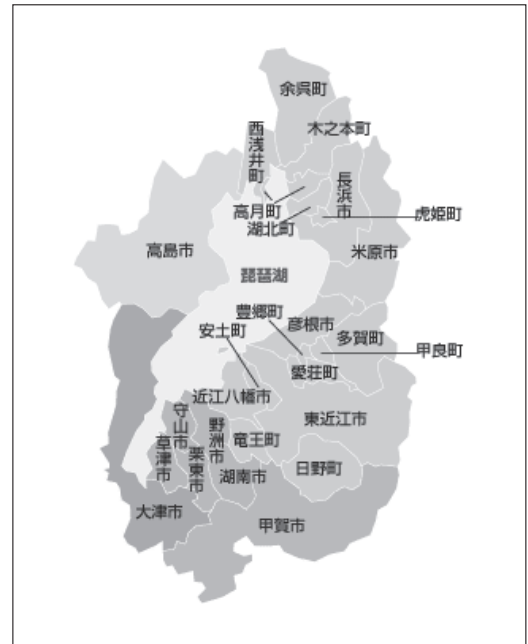 余呉町
木之本町
西浅井町
長浜市
高月町
虎姫町
湖北町
高島市
米原市
琵琶湖
豊郷町
彦根市
安土町
多賀町
甲良町
愛荘町
近江八幡市
守山市
野洲市
東近江市
草津市
栗東市
竜王町
日野町
湖南市
大津市
甲賀市